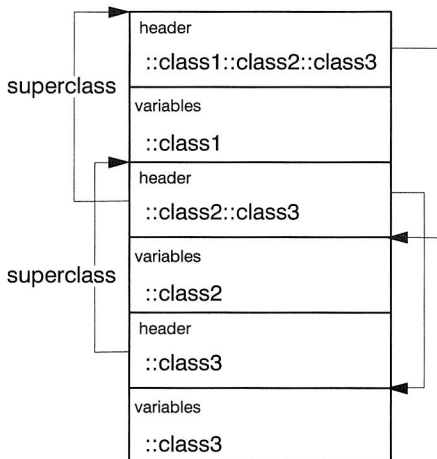 header
::class1::class2::class3
superclass
variables
::class1
header
::class2::class3
variables
superclass
::class2
header
::class3
variables
::class3